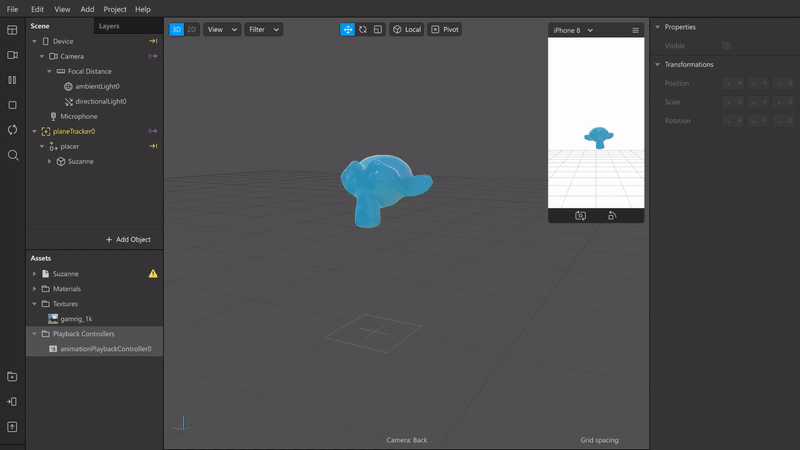 File Edit View Add Project Help
Scene Layers
Device
Camera
Focal Distance
ambientLight0
directionalLight0
Microphone
planeTracker0
placer
Suzanne
+ Add Object
Assets
Suzanne
Materials
Textures
gamrig_1k
Playback Controllers
animationPlaybackController0
3D 2D View Filter Local Pivot
Camera: Back Grid spacing:
iPhone 8
Properties
Visible
Transformations
Position X Y Z
Scale X Y Z
Rotation X Y Z